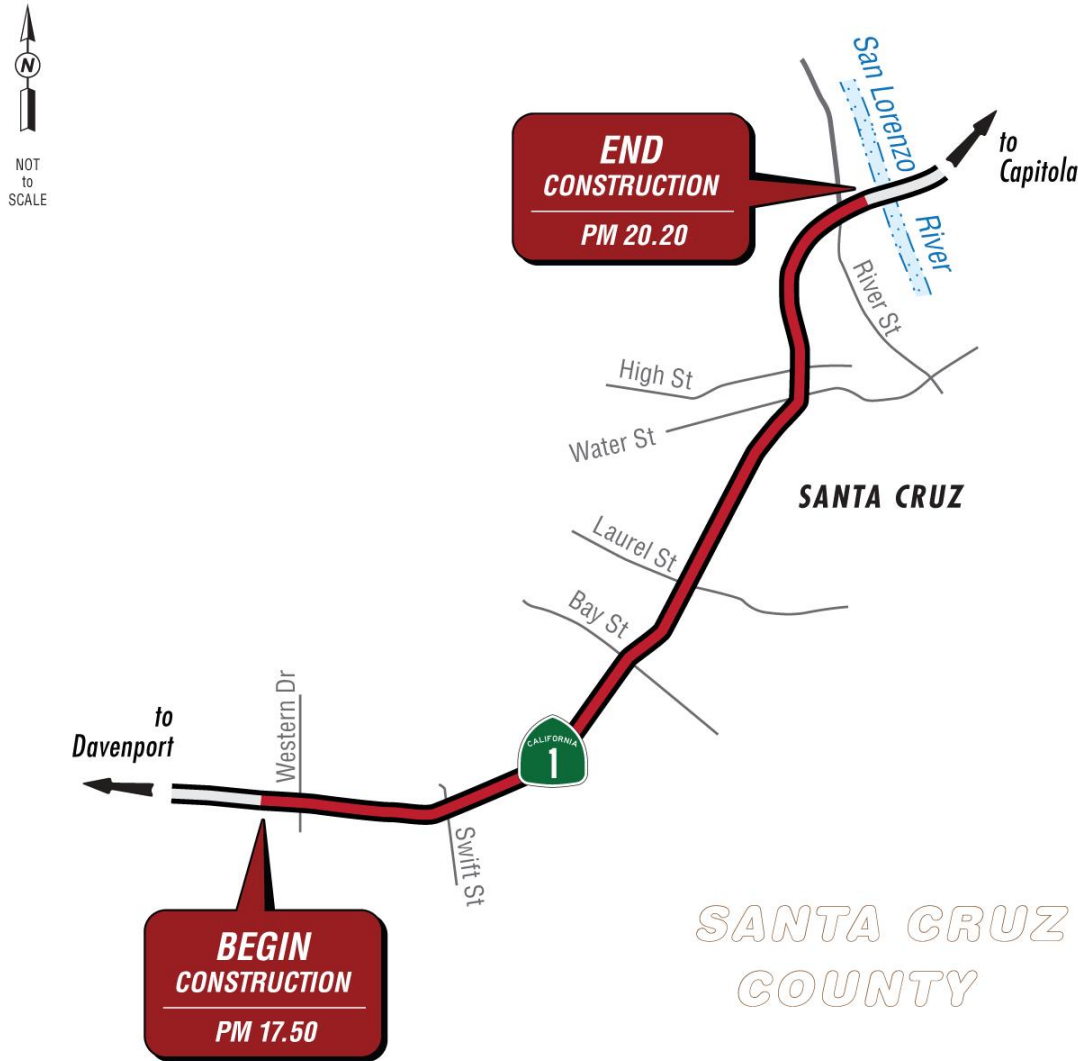 N
NOT
to
SCALE
San Lorenzo
River
to
Capitola
END
CONSTRUCTION
PM 20.20
River St
High St
Water St
SANTA CRUZ
Laurel St
Bay St
Western Dr
to
Davenport
CALIFORNIA
1
Swift St
BEGIN
CONSTRUCTION
PM 17.50
SANTA CRUZ
COUNTY